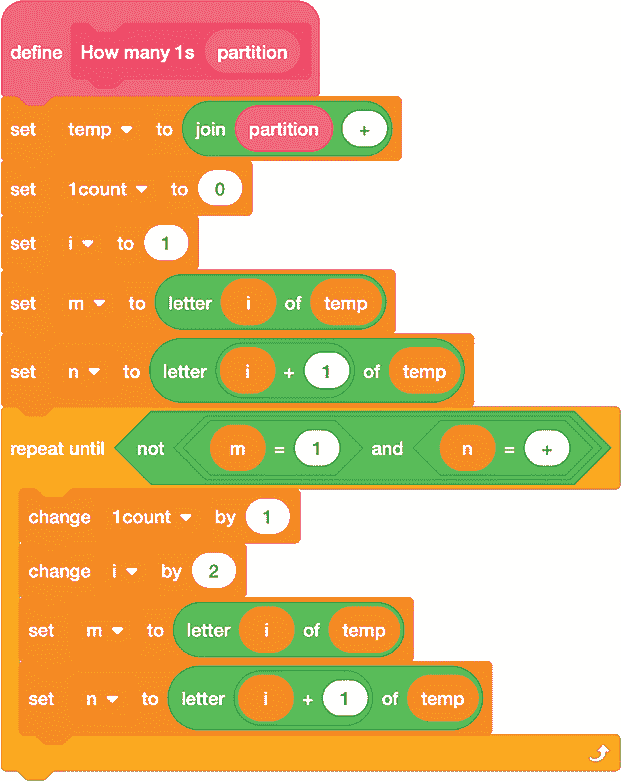 define How many 1s partition
set temp to join partition +
set 1count to 0
set i to 1
set m to letter i of temp
set n to letter i + 1 of temp
repeat until not m = 1 and n = +
change 1count by 1
change i by 2
set m to letter i of temp
set n to letter i + 1 of temp